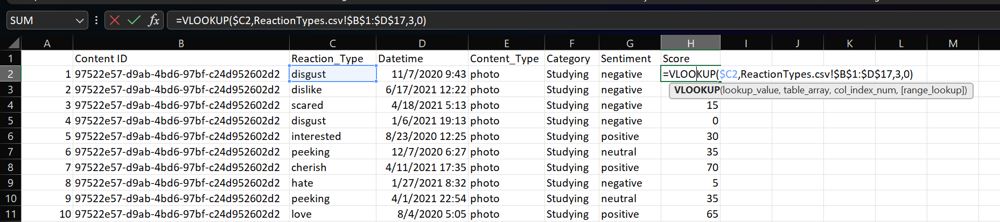 SUM =VLOOKUP($C2,ReactionTypes.csv!$B$1:$D$17,3,0)
A B C D E F G H I J K L M
1 Content ID Reaction_Type Datetime Content_Type Category Sentiment Score
2 1 97522e57-d9ab-4bd6-97bf-c24d952602d2 disgust 11/7/2020 9:43 photo Studying negative =VLOOKUP($C2,ReactionTypes.csv!$B$1:$D$17,3,0)
3 2 97522e57-d9ab-4bd6-97bf-c24d952602d2 dislike 6/17/2021 12:22 photo Studying negative VLOOKUP(lookup_value, table_array, col_index_num, [range_lookup])
4 3 97522e57-d9ab-4bd6-97bf-c24d952602d2 scared 4/18/2021 5:13 photo Studying negative 15
5 4 97522e57-d9ab-4bd6-97bf-c24d952602d2 disgust 1/6/2021 19:13 photo Studying negative 0
6 5 97522e57-d9ab-4bd6-97bf-c24d952602d2 interested 8/23/2020 12:25 photo Studying positive 30
7 6 97522e57-d9ab-4bd6-97bf-c24d952602d2 peeking 12/7/2020 6:27 photo Studying neutral 35
8 7 97522e57-d9ab-4bd6-97bf-c24d952602d2 cherish 4/11/2021 17:35 photo Studying positive 70
9 8 97522e57-d9ab-4bd6-97bf-c24d952602d2 hate 1/27/2021 8:32 photo Studying negative 5
10 9 97522e57-d9ab-4bd6-97bf-c24d952602d2 peeking 4/1/2021 22:54 photo Studying neutral 35
11 10 97522e57-d9ab-4bd6-97bf-c24d952602d2 love 8/4/2020 5:05 photo Studying positive 65